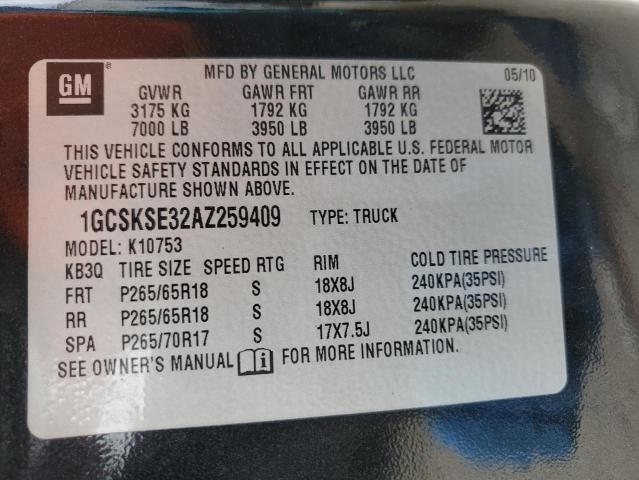 GM ®
MFD BY GENERAL MOTORS LLC 05/10
GVWR GAWR FRT GAWR RR
3175 KG 1792 KG 1792 KG
7000 LB 3950 LB 3950 LB
THIS VEHICLE CONFORMS TO ALL APPLICABLE U.S. FEDERAL MOTOR
VEHICLE SAFETY STANDARDS IN EFFECT ON THE DATE OF
MANUFACTURE SHOWN ABOVE.
1GCSKSE32AZ259409 TYPE: TRUCK
MODEL: K10753
KB3Q TIRE SIZE SPEED RTG RIM COLD TIRE PRESSURE
FRT P265/65R18 S 18X8J 240KPA(35PSI)
RR P265/65R18 S 18X8J 240KPA(35PSI)
SPA P265/70R17 S 17X7.5J 240KPA(35PSI)
SEE OWNER'S MANUAL i FOR MORE INFORMATION.